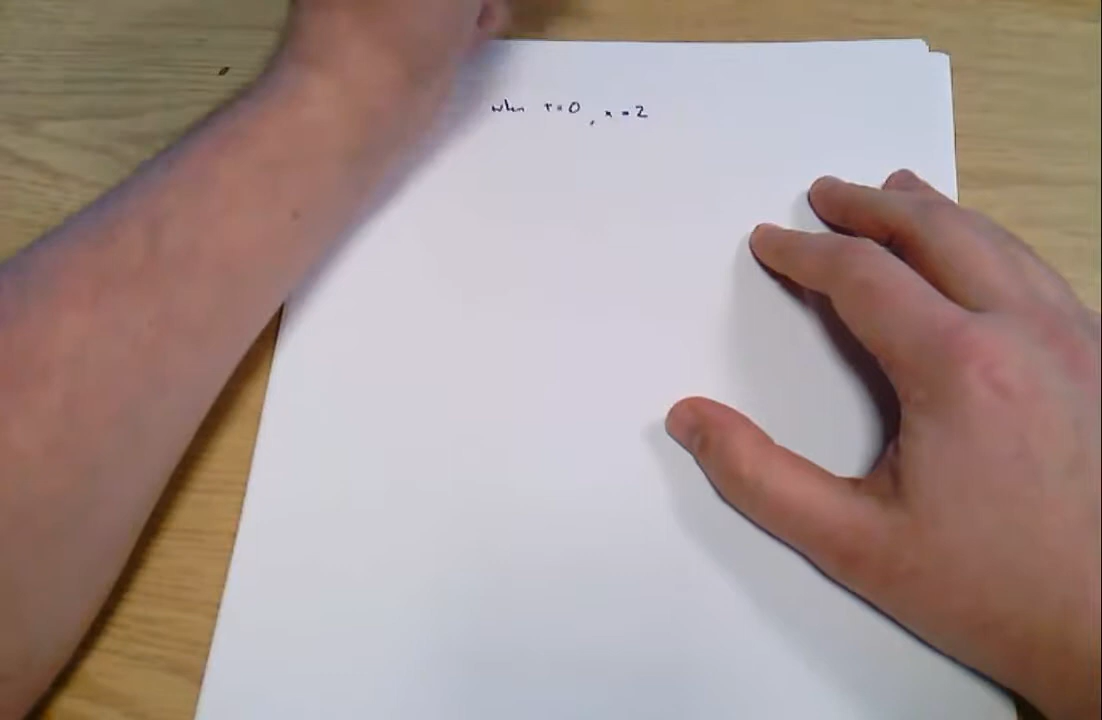 when t=0, x=2